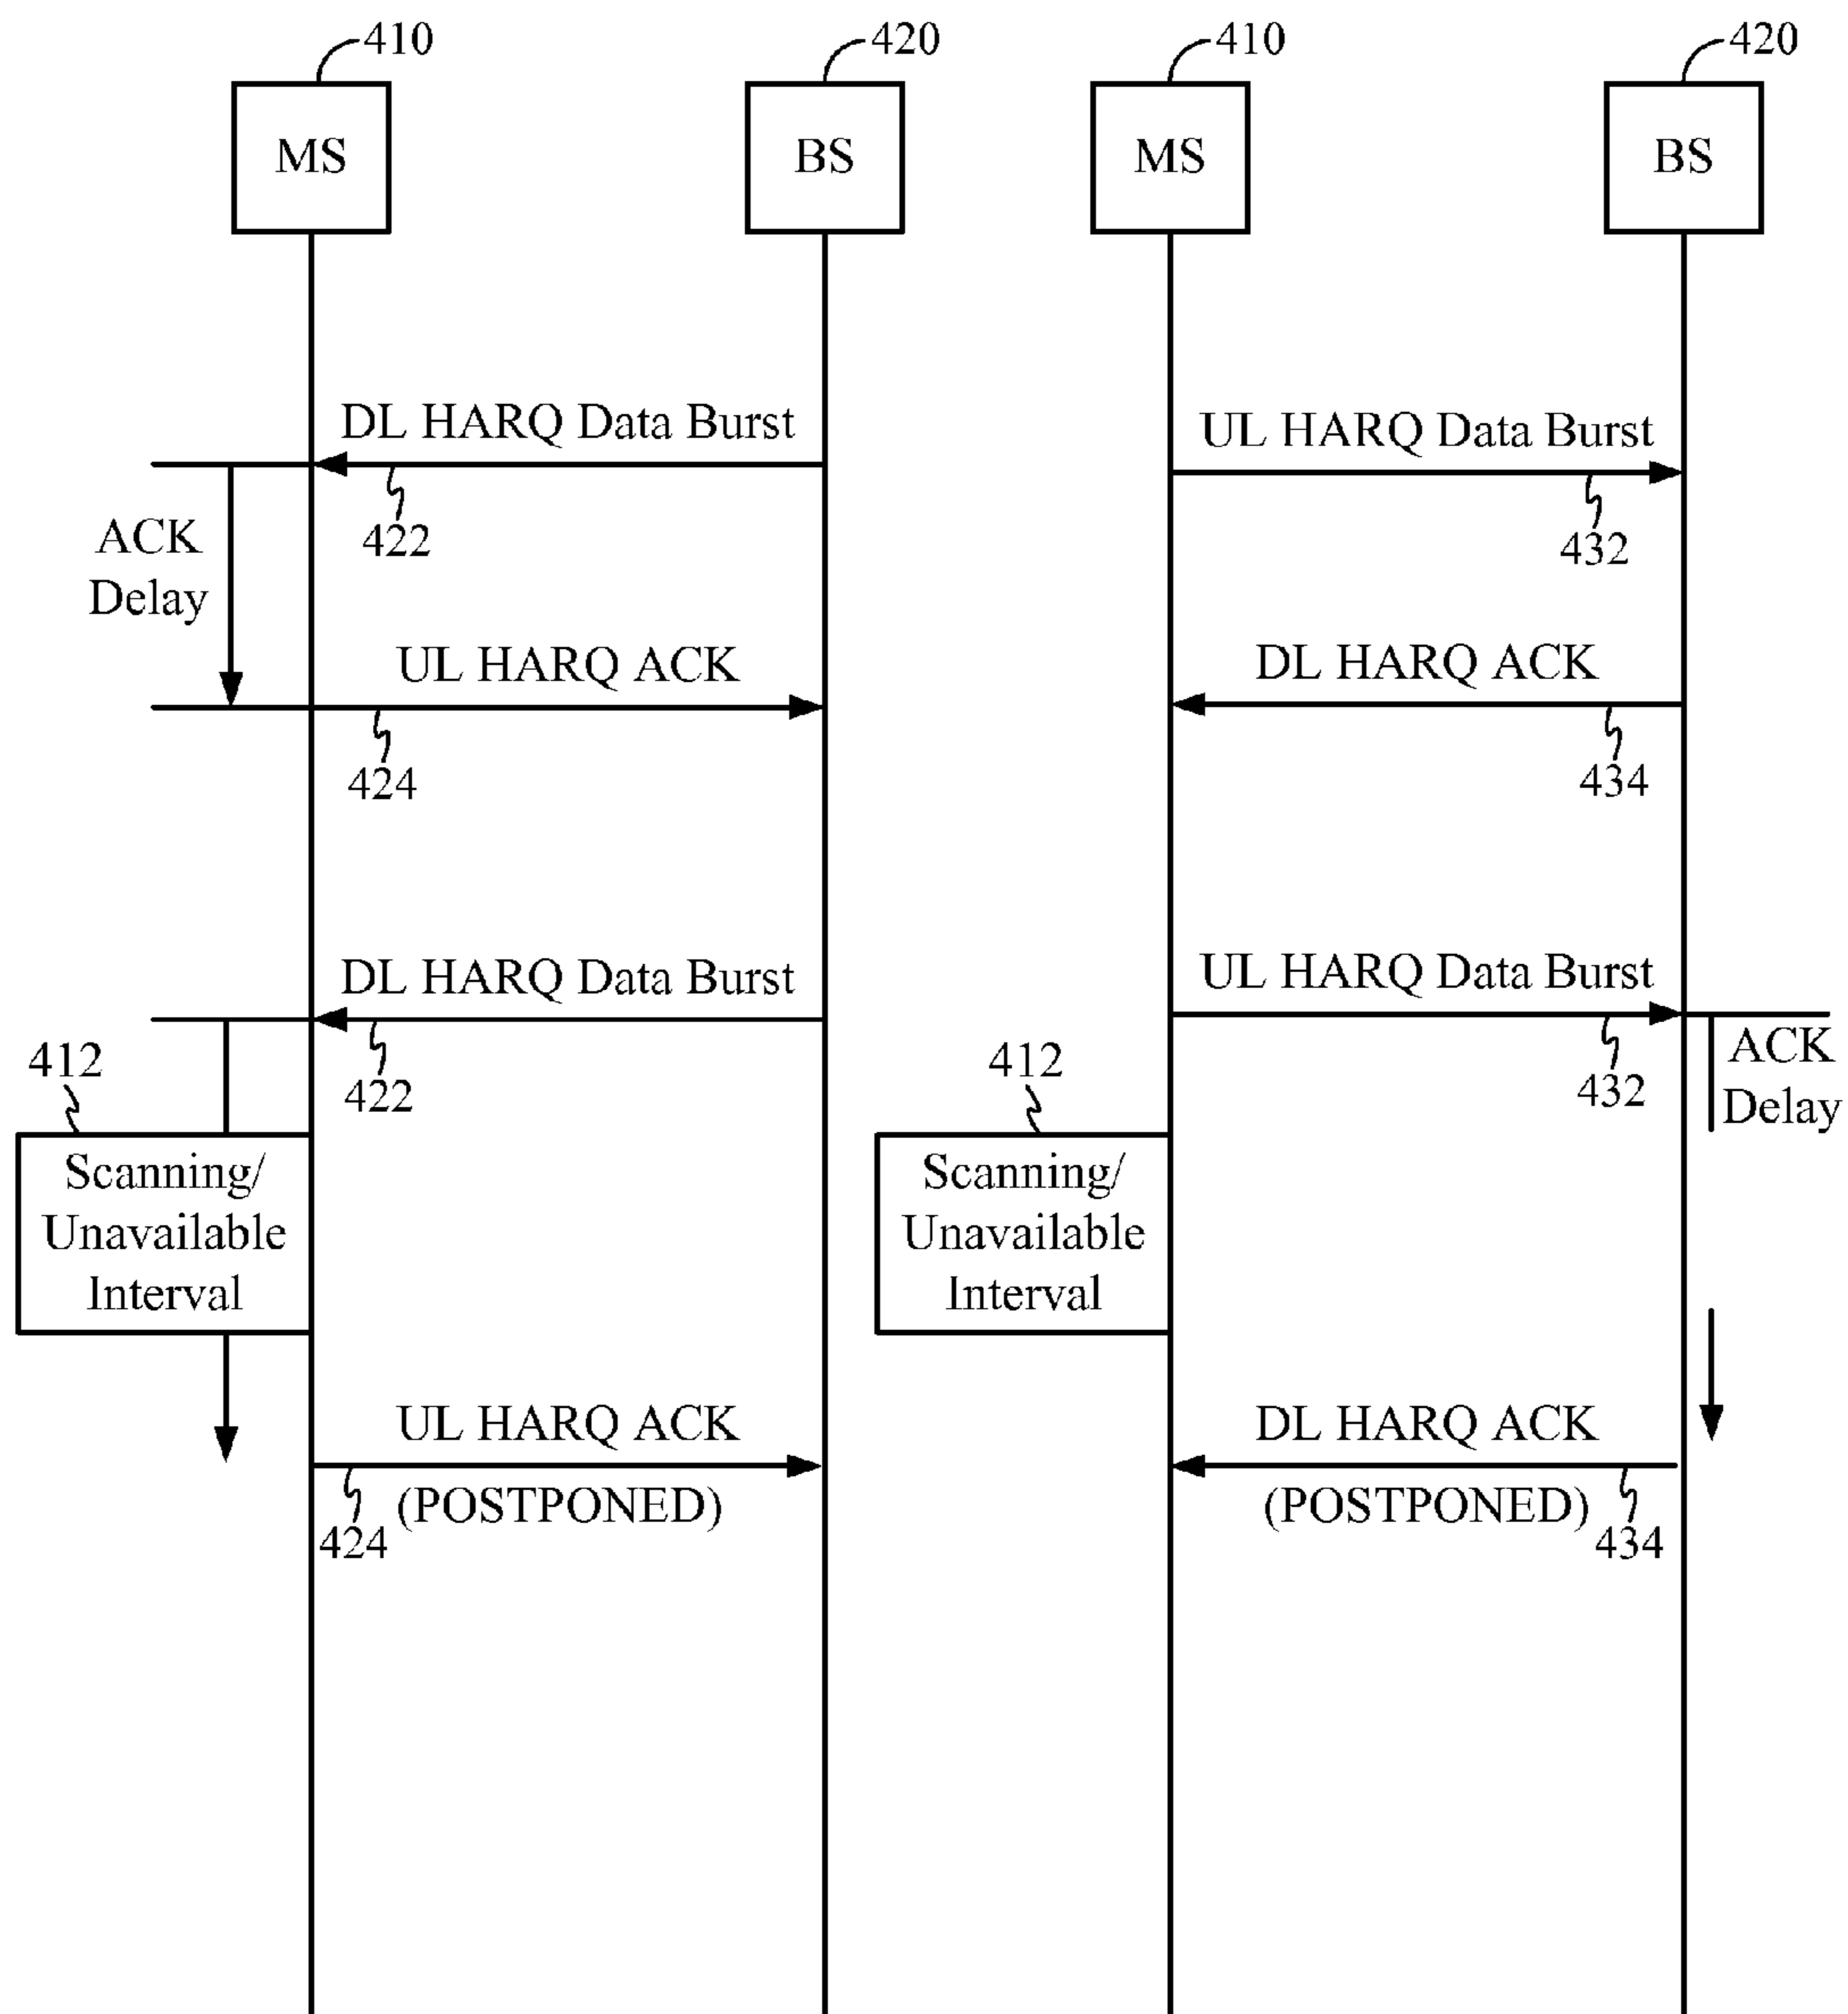 410
420
410
420
MS
BS
MS
BS
DL HARQ Data Burst
UL HARQ Data Burst
422
432
ACK
Delay
UL HARQ ACK
DL HARQ ACK
424
434
DL HARQ Data Burst
UL HARQ Data Burst
422
432
ACK
Delay
412
412
Scanning/
Unavailable
Interval
Scanning/
Unavailable
Interval
UL HARQ ACK
(POSTPONED)
424
DL HARQ ACK
(POSTPONED)
434